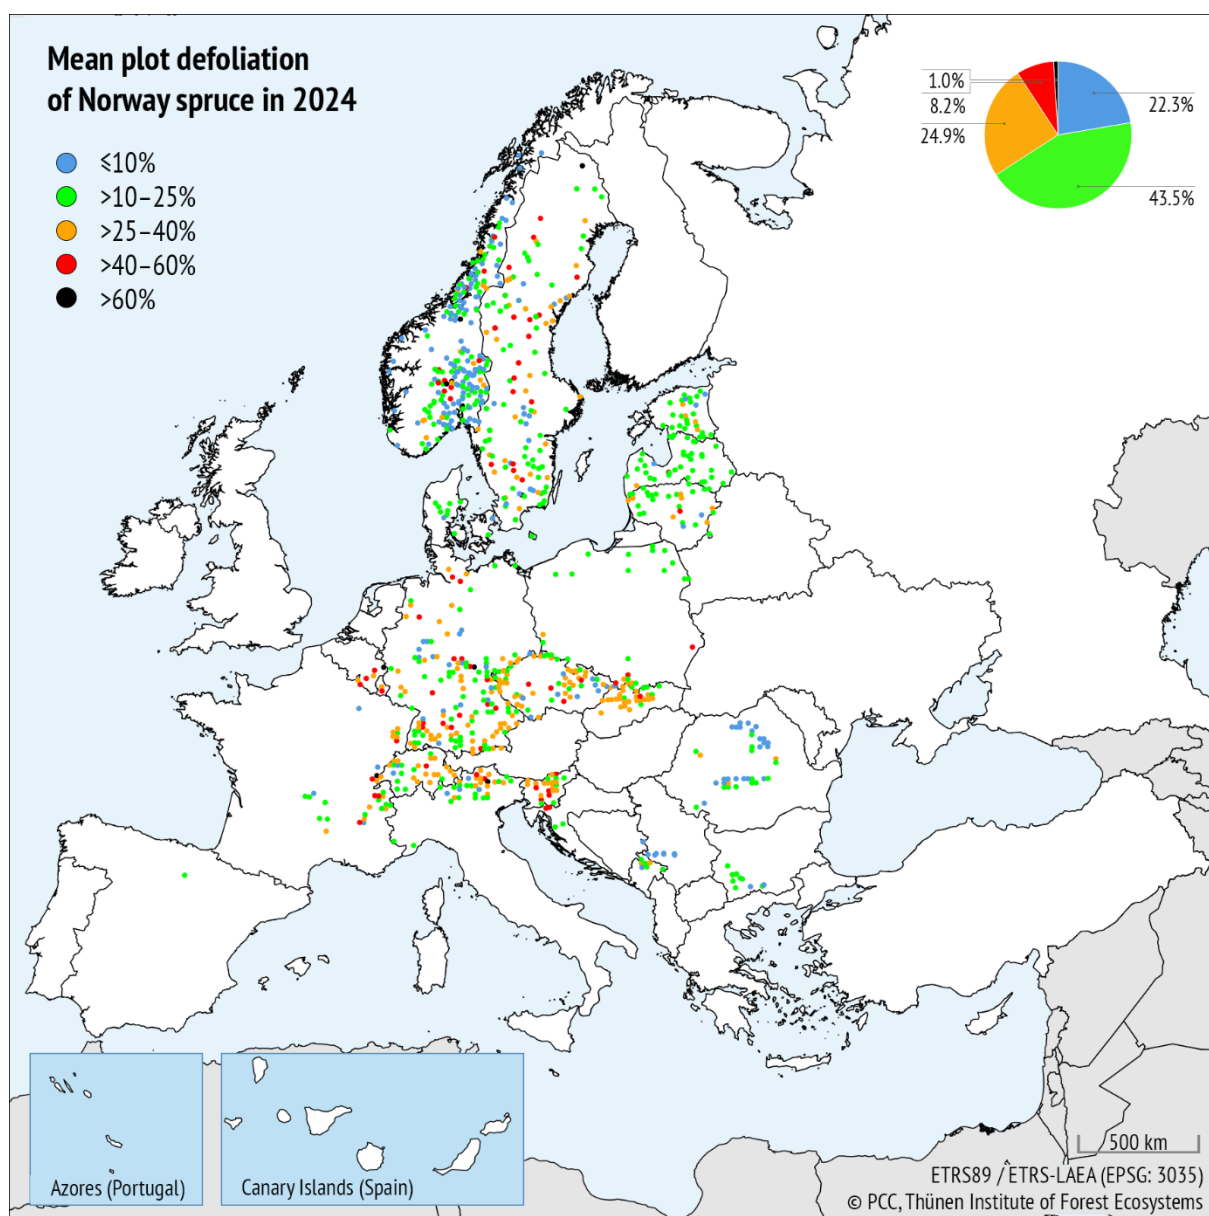 Mean plot defoliation
of Norway spruce in 2024
≤10%
>10–25%
>25–40%
>40–60%
>60%
1.0%
8.2%
24.9%
22.3%
43.5%
Azores (Portugal)
Canary Islands (Spain)
500 km
ETRS89 / ETRS-LAEA (EPSG: 3035)
© PCC, Thünen Institute of Forest Ecosystems